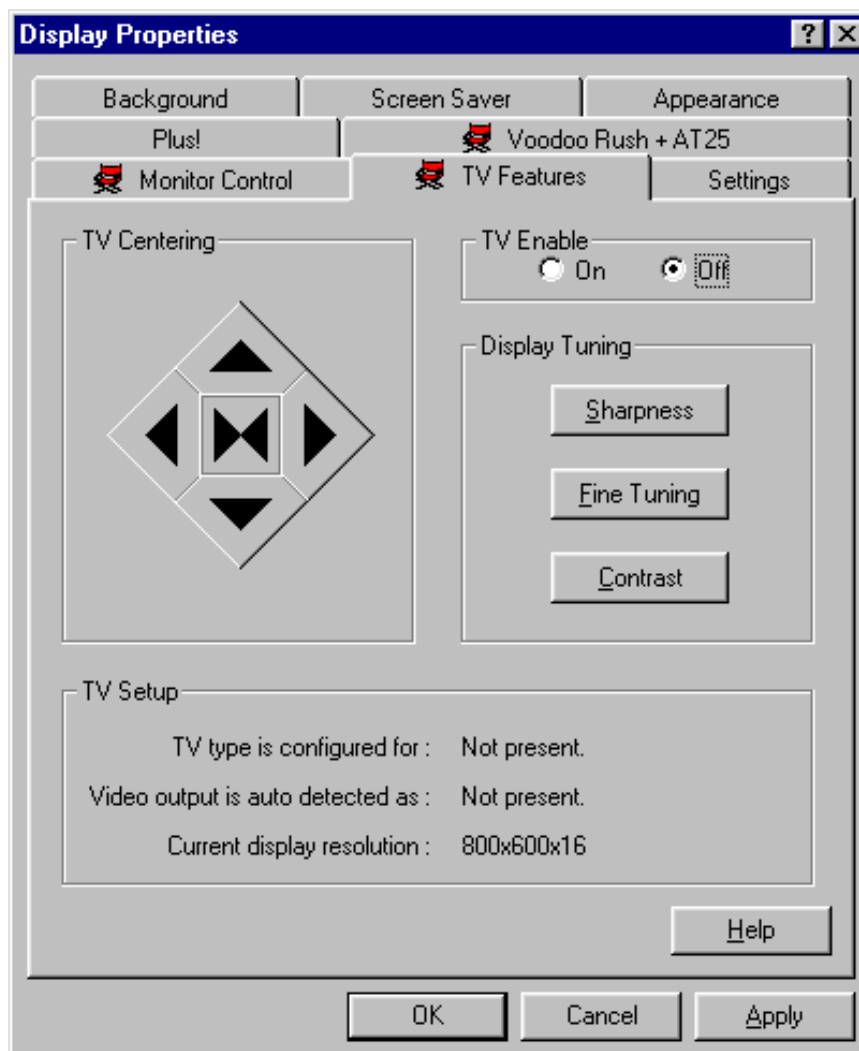 Display Properties
Background Screen Saver Appearance
Plus! Voodoo Rush + AT25
Monitor Control TV Features Settings
TV Centering
TV Enable
On Off
Display Tuning
Sharpness
Fine Tuning
Contrast
TV Setup
TV type is configured for : Not present.
Video output is auto detected as : Not present.
Current display resolution : 800x600x16
Help
OK Cancel Apply